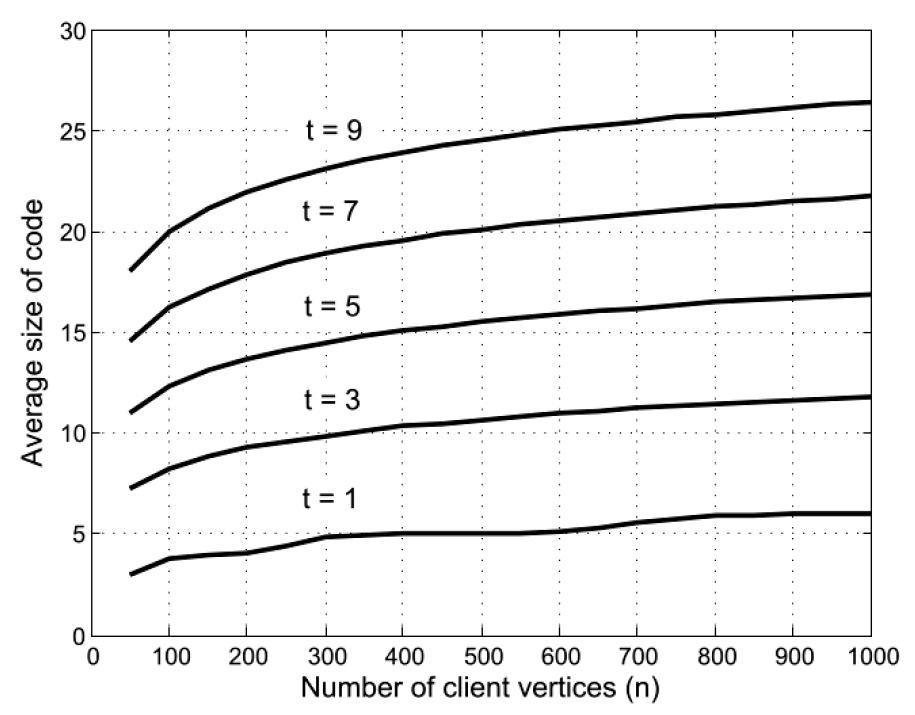 30
25
20
15
10
5
0
Average size of code
t = 9
t = 7
t = 5
t = 3
t = 1
0 100 200 300 400 500 600 700 800 900 1000
Number of client vertices (n)